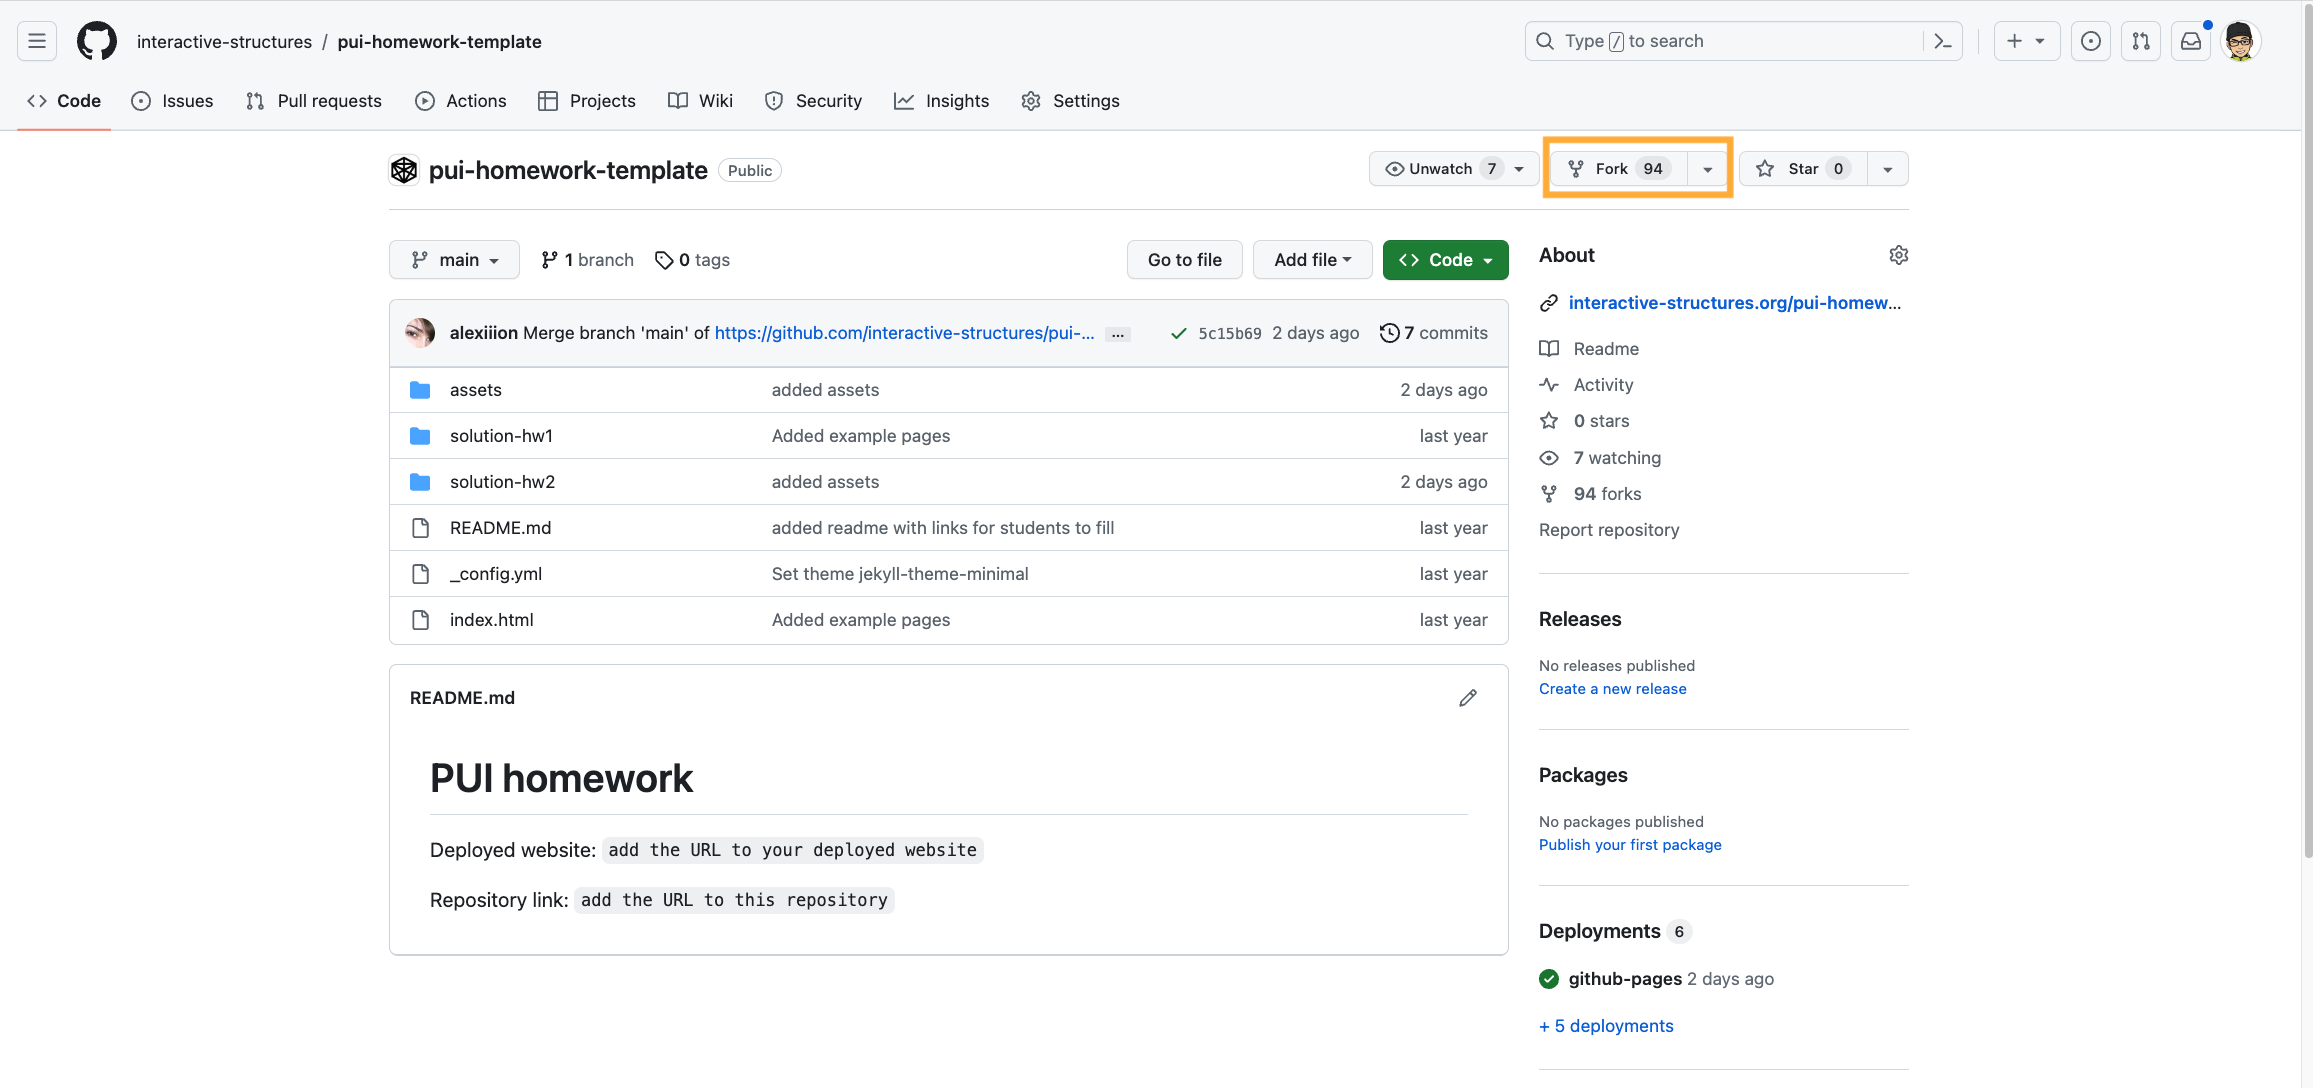 interactive-structures / pui-homework-template
Type / to search
Code Issues Pull requests Actions Projects Wiki Security Insights Settings
pui-homework-template Public
Unwatch 7 Fork 94 Star 0
main 1 branch 0 tags
Go to file Add file Code
alexiiion Merge branch 'main' of https://github.com/interactive-structures/pui-... ... 5c15b69 2 days ago 7 commits
assets added assets 2 days ago
solution-hw1 Added example pages last year
solution-hw2 added assets 2 days ago
README.md added readme with links for students to fill last year
_config.yml Set theme jekyll-theme-minimal last year
index.html Added example pages last year
README.md
PUI homework
Deployed website: add the URL to your deployed website
Repository link: add the URL to this repository
About
interactive-structures.org/pui-homew...
Readme
Activity
0 stars
7 watching
94 forks
Report repository
Releases
No releases published
Create a new release
Packages
No packages published
Publish your first package
Deployments 6
github-pages 2 days ago
+ 5 deployments